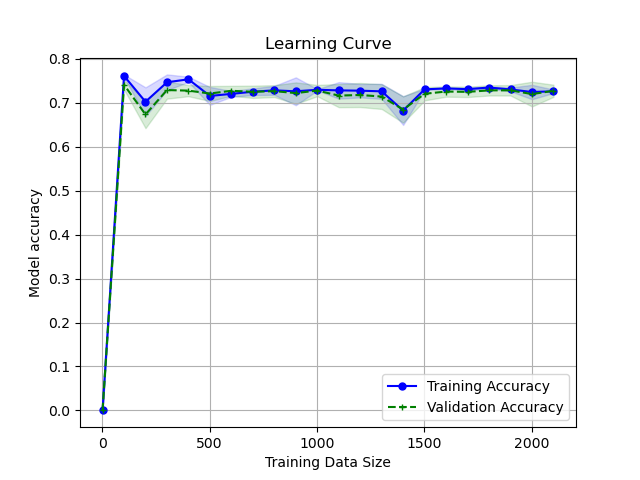 Learning Curve
Model accuracy
0.8
0.7
0.6
0.5
0.4
0.3
0.2
0.1
0.0
Training Accuracy
Validation Accuracy
0 500 1000 1500 2000
Training Data Size